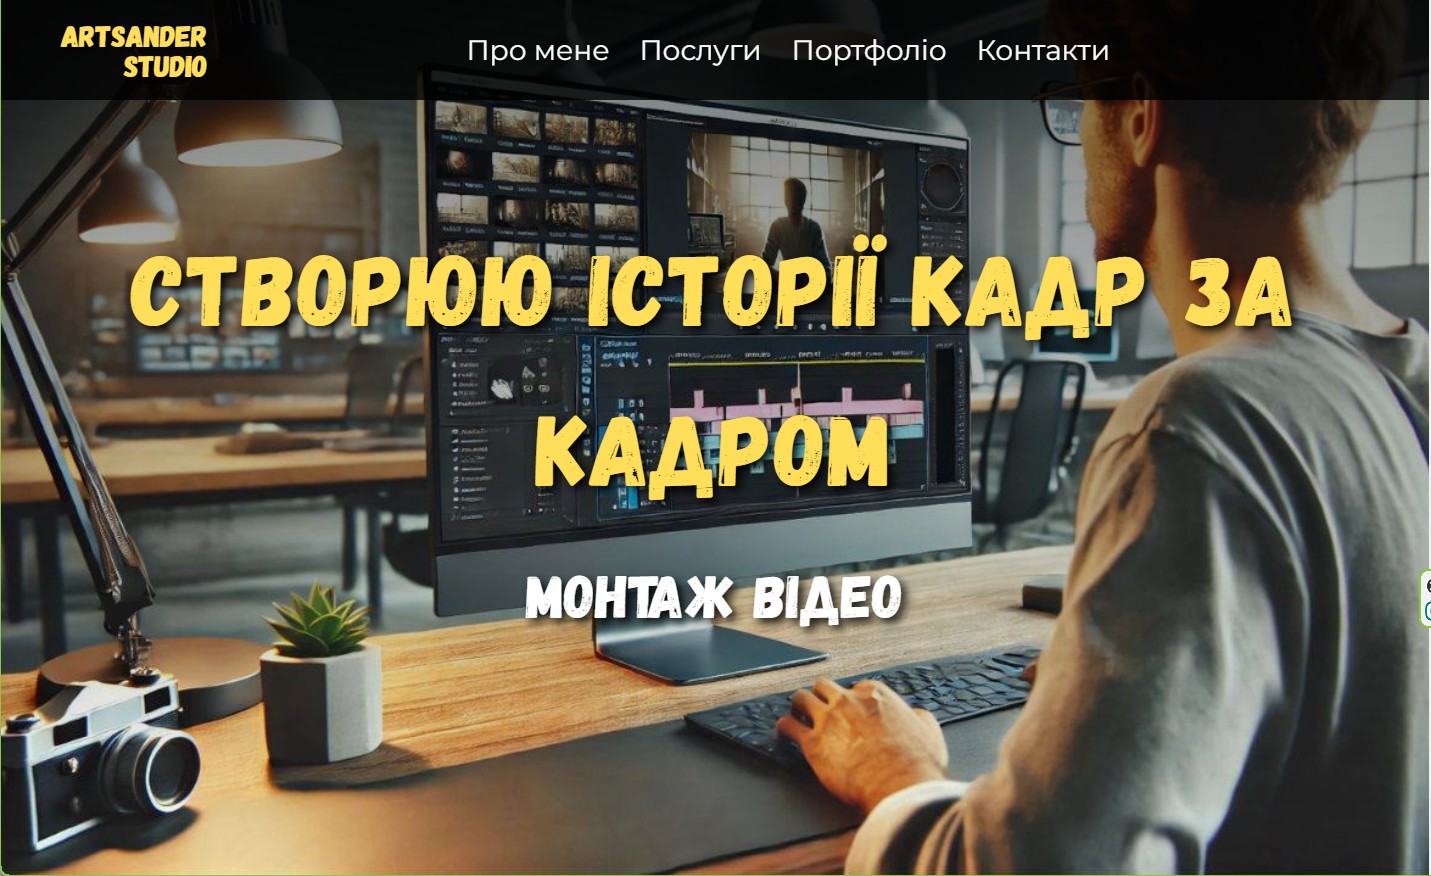 ARTSANDER
STUDIO
Про мене Послуги Портфоліо Контакти
СТВОРЮЮ ІСТОРІЇ КАДР ЗА
КАДРОМ
МОНТАЖ ВІДЕО